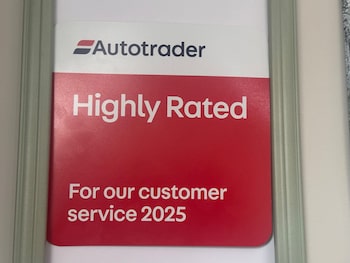 Autotrader
Highly Rated
For our customer
service 2025